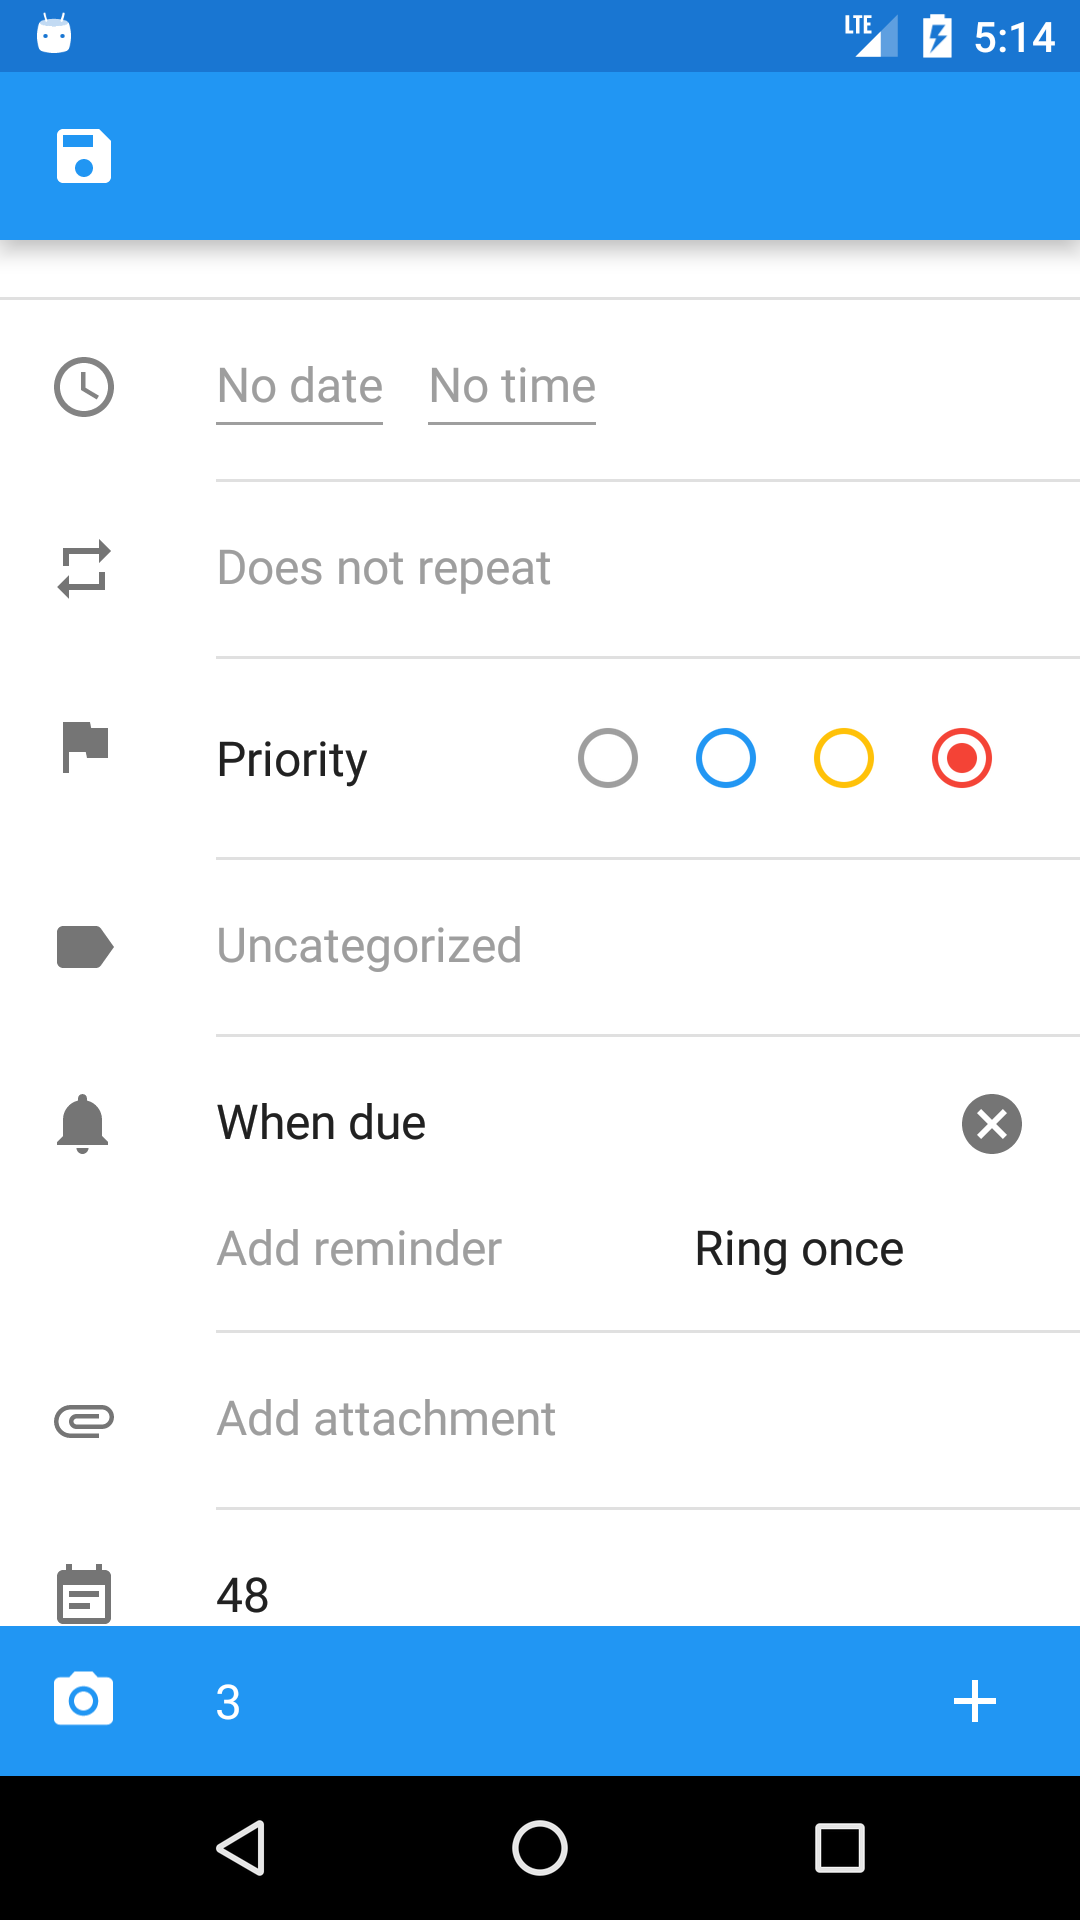 LTE 5:14
No date No time
Does not repeat
Priority
Uncategorized
When due
Add reminder Ring once
Add attachment
48
3